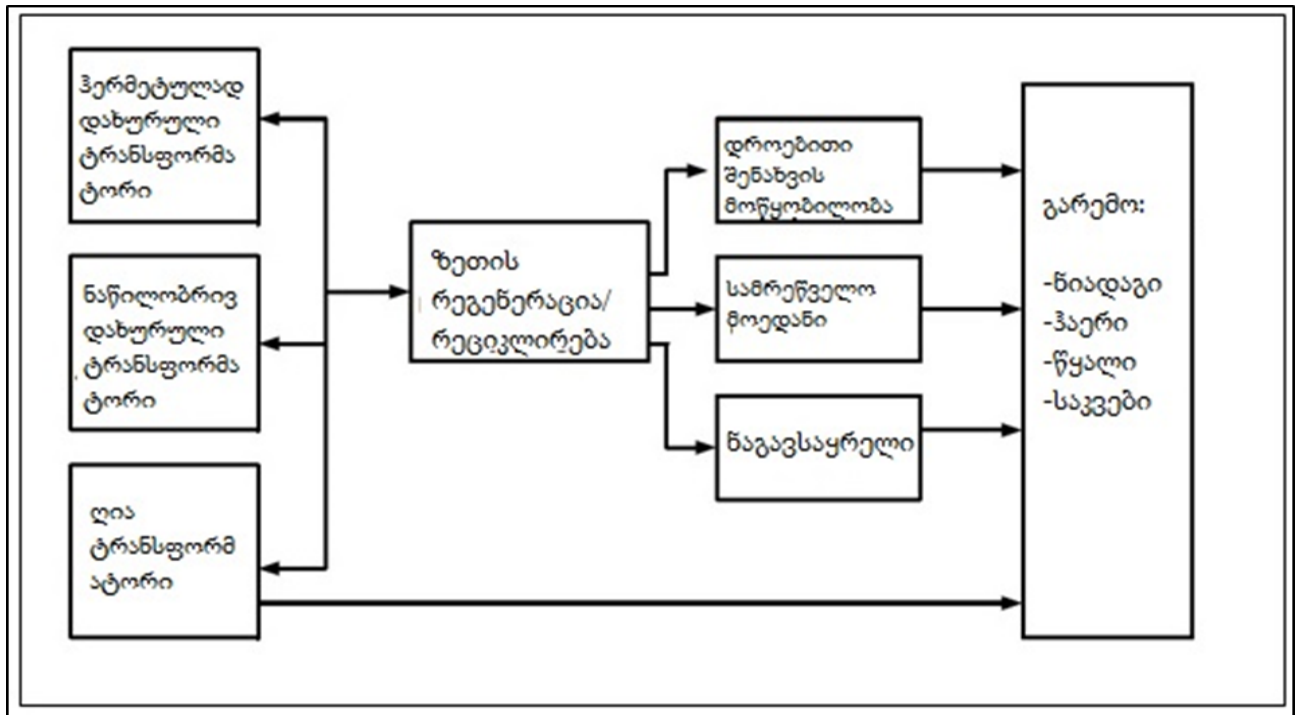 ჰერმეტულად
დახურული
ტრანსფორმა
ტორი
ნაწილობრივ
დახურული
ტრანსფორმა
ტორი
ღია
ტრანსფორმ
ატორი
ზეთის
რეგენერაცია/
რეციკლირება
დროებითი
შენახვის
მოწყობილობა
სამრეწველო
მოედანი
ნაგავსაყრელი
გარემო:
-ნიადაგი
-ჰაერი
-წყალი
-საკვები